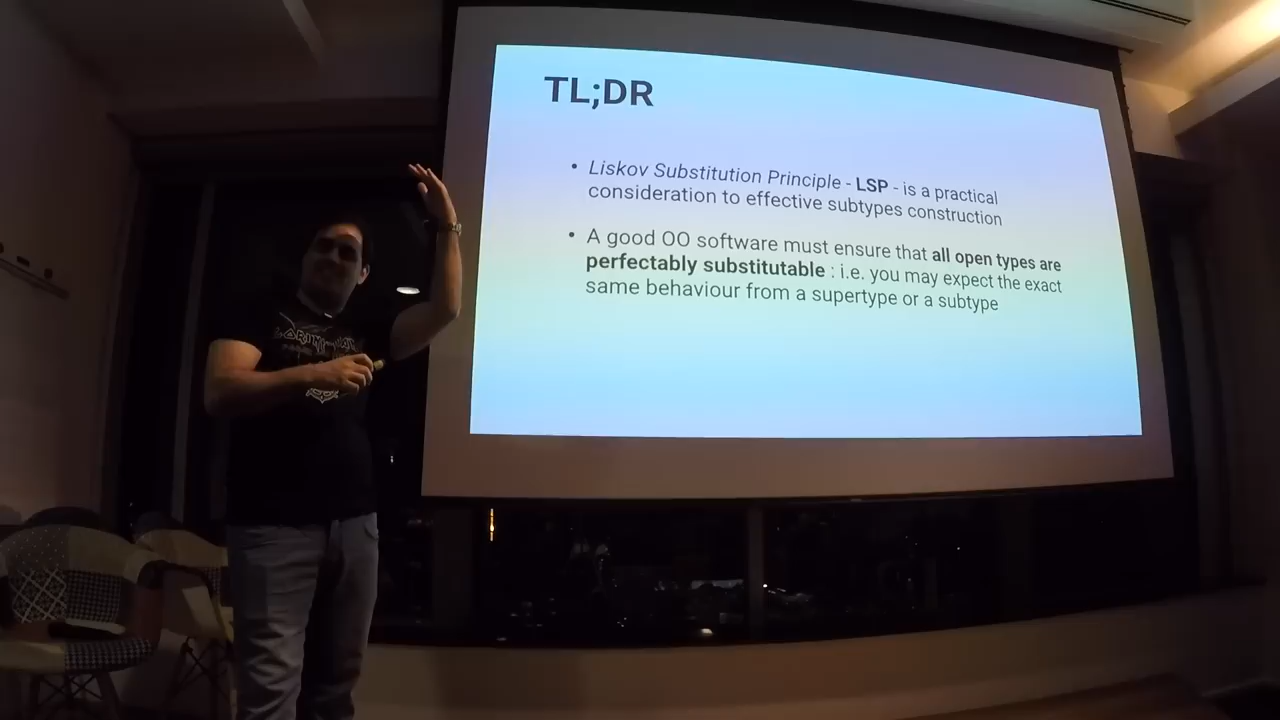 TL;DR
• Liskov Substitution Principle - LSP - is a practical
consideration to effective subtypes construction
• A good OO software must ensure that all open types are
perfectably substitutable : i.e. you may expect the exact
same behaviour from a supertype or a subtype